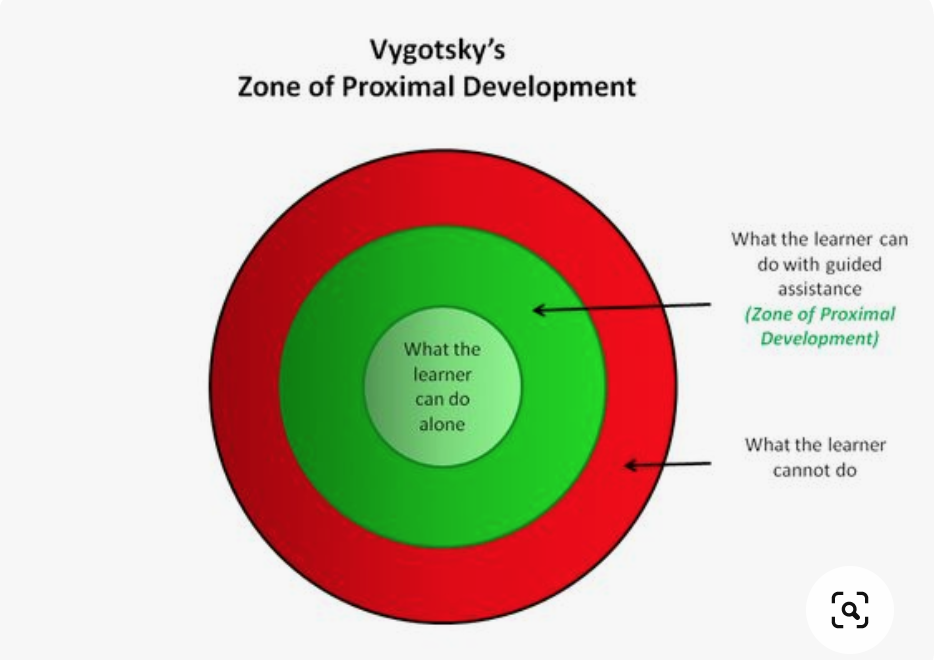 Vygotsky’s
Zone of Proximal Development
What the learner can
do with guided
assistance
(Zone of Proximal
Development)
What the
learner
can do
alone
What the learner
cannot do